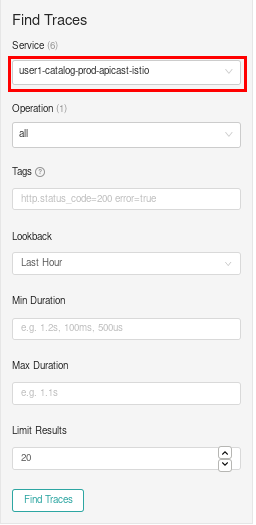 Find Traces
Service (6)
user1-catalog-prod-apicast-istio
Operation (1)
all
Tags ?
http.status_code=200 error=true
Lookback
Last Hour
Min Duration
e.g. 1.2s, 100ms, 500us
Max Duration
e.g. 1.1s
Limit Results
20
Find Traces